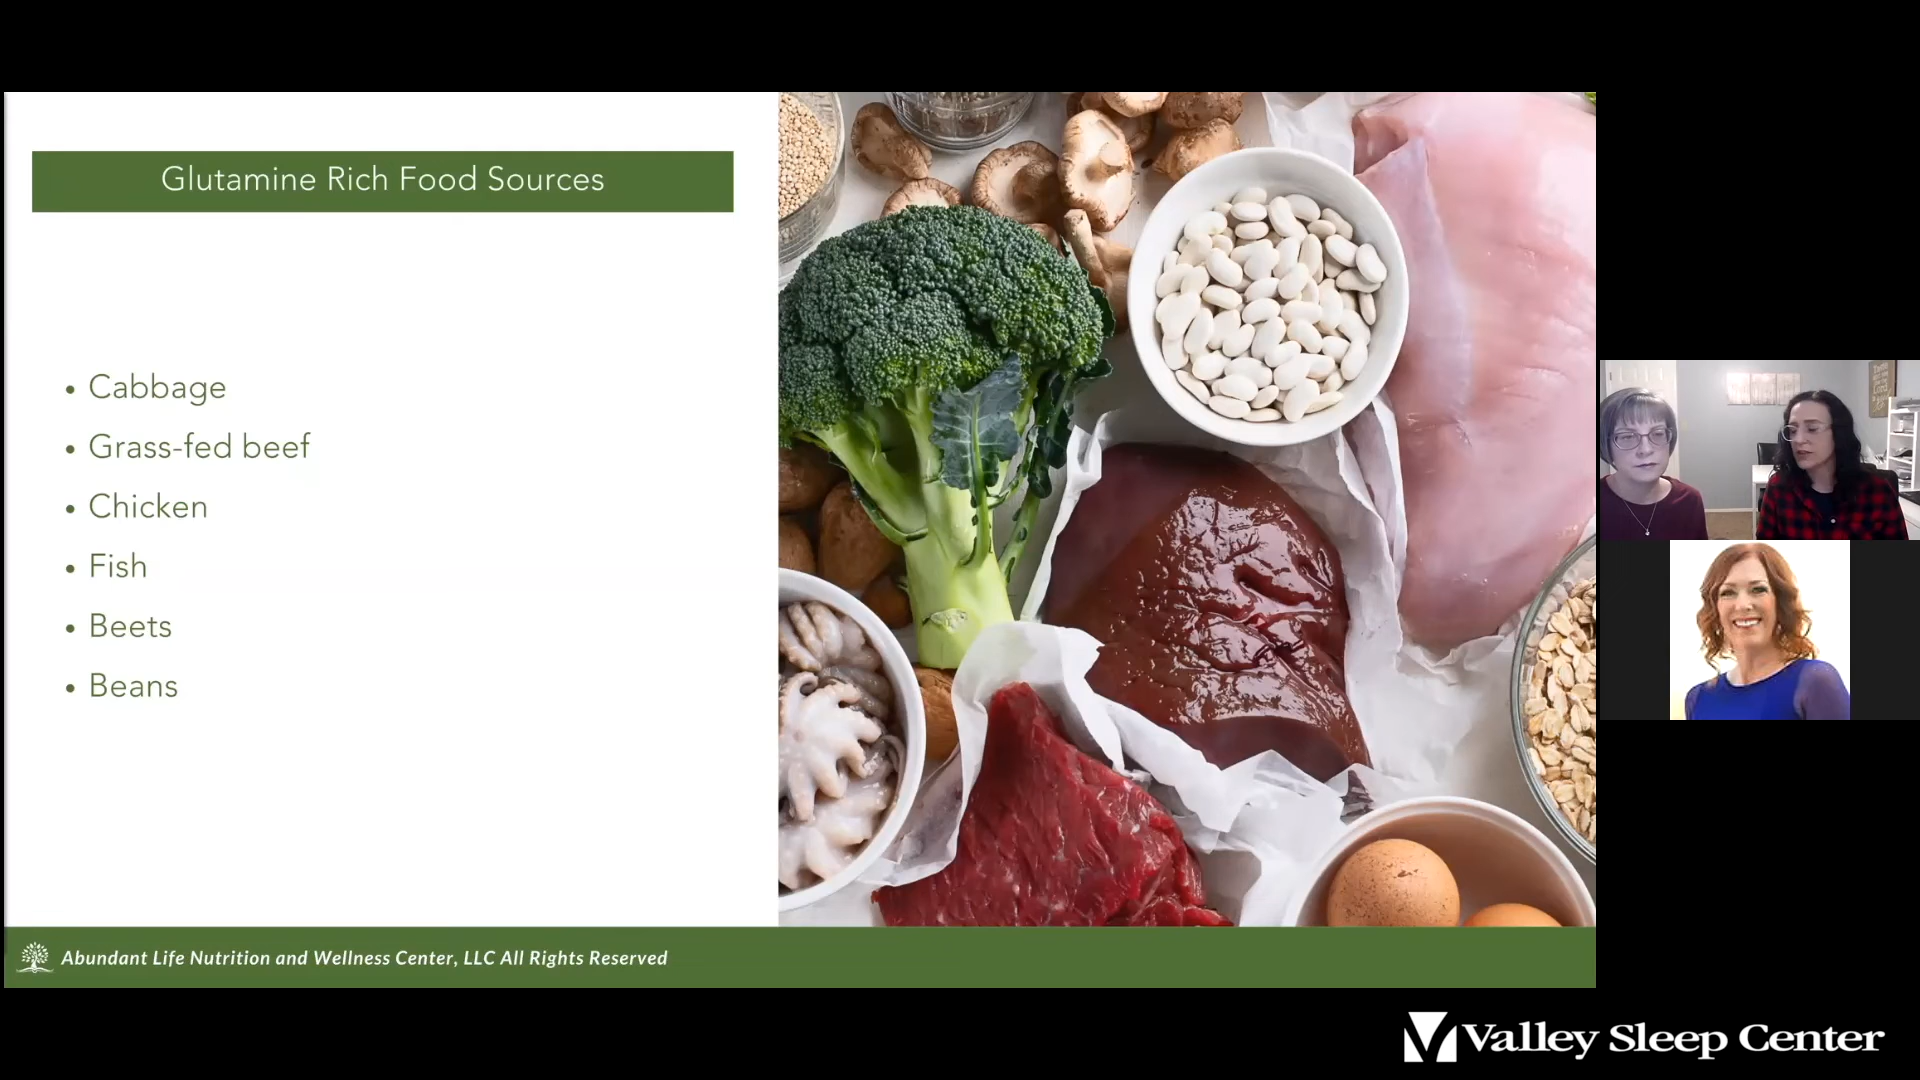 Glutamine Rich Food Sources
• Cabbage
• Grass-fed beef
• Chicken
• Fish
• Beets
• Beans
Abundant Life Nutrition and Wellness Center, LLC All Rights Reserved
Valley Sleep Center